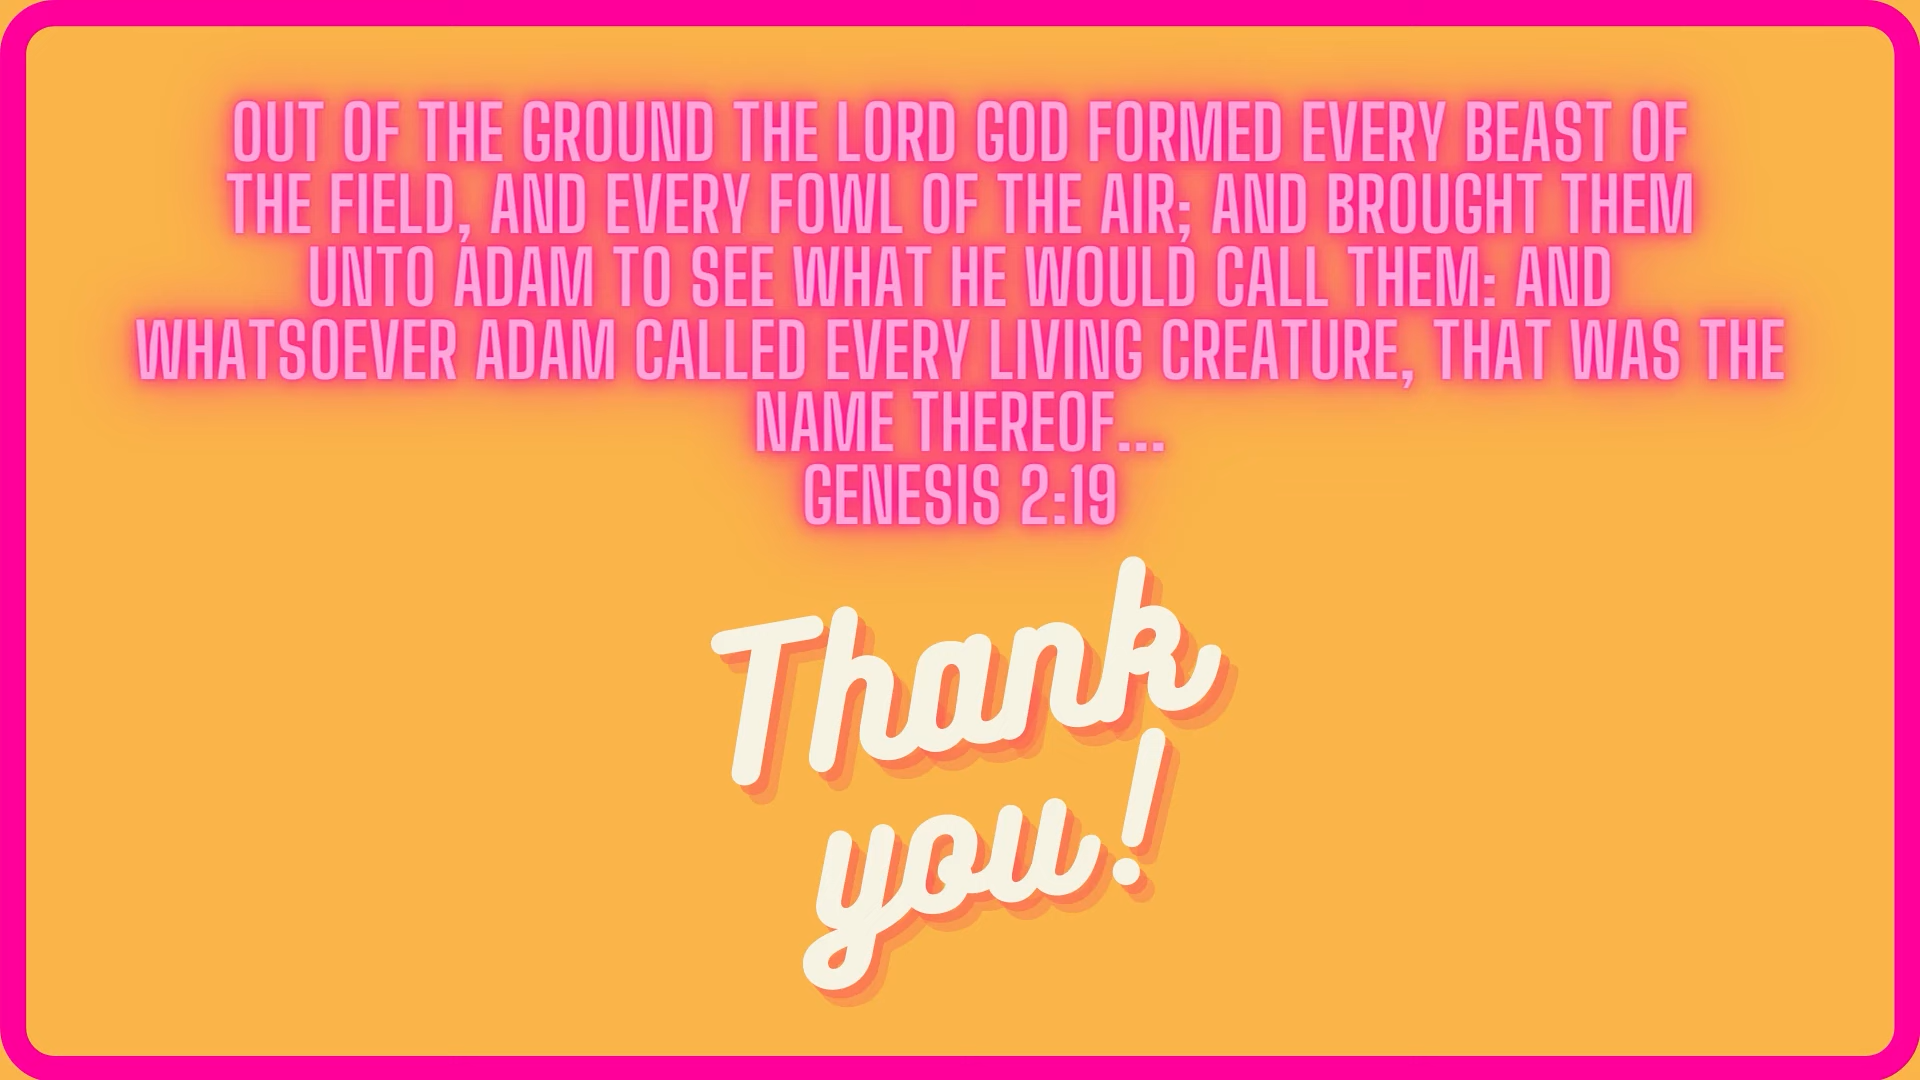 OUT OF THE GROUND THE LORD GOD FORMED EVERY BEAST OF
THE FIELD, AND EVERY FOWL OF THE AIR; AND BROUGHT THEM
UNTO ADAM TO SEE WHAT HE WOULD CALL THEM: AND
WHATSOEVER ADAM CALLED EVERY LIVING CREATURE, THAT WAS THE
NAME THEREOF...
GENESIS 2:19
Thank
you!